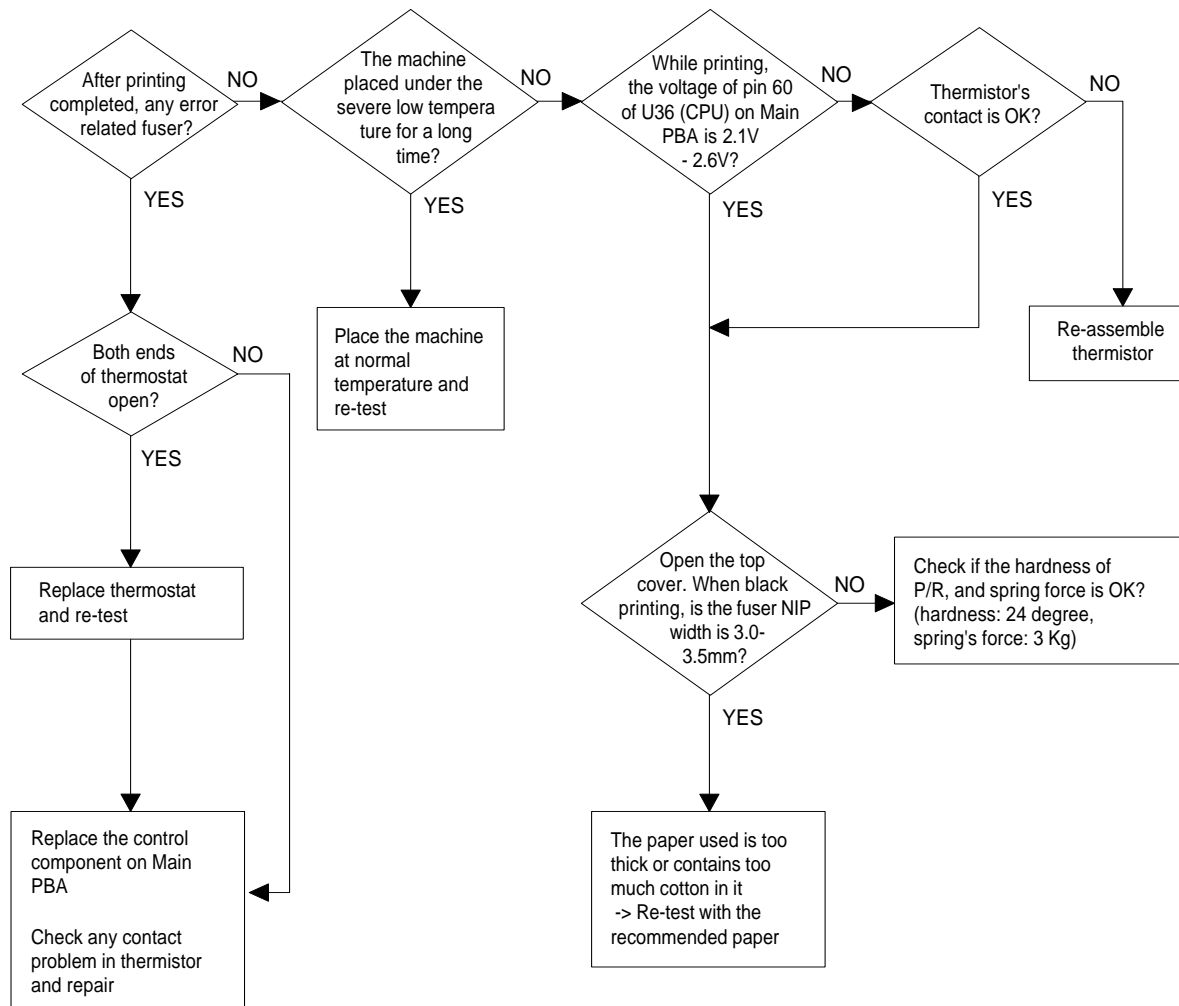 After printing
completed, any error
related fuser?
NO
YES
The machine
placed under the
severe low tempera
ture for a long
time?
NO
YES
While printing,
the voltage of pin 60
of U36 (CPU) on Main
PBA is 2.1V
- 2.6V?
NO
YES
Thermistor's
contact is OK?
NO
YES
Both ends
of thermostat
open?
NO
YES
Place the machine
at normal
temperature and
re-test
Re-assemble
thermistor
Replace thermostat
and re-test
Open the top
cover. When black
printing, is the fuser NIP
width is 3.0-
3.5mm?
NO
YES
Check if the hardness of
P/R, and spring force is OK?
(hardness: 24 degree,
spring's force: 3 Kg)
Replace the control
component on Main
PBA
Check any contact
problem in thermistor
and repair
The paper used is too
thick or contains too
much cotton in it
-> Re-test with the
recommended paper